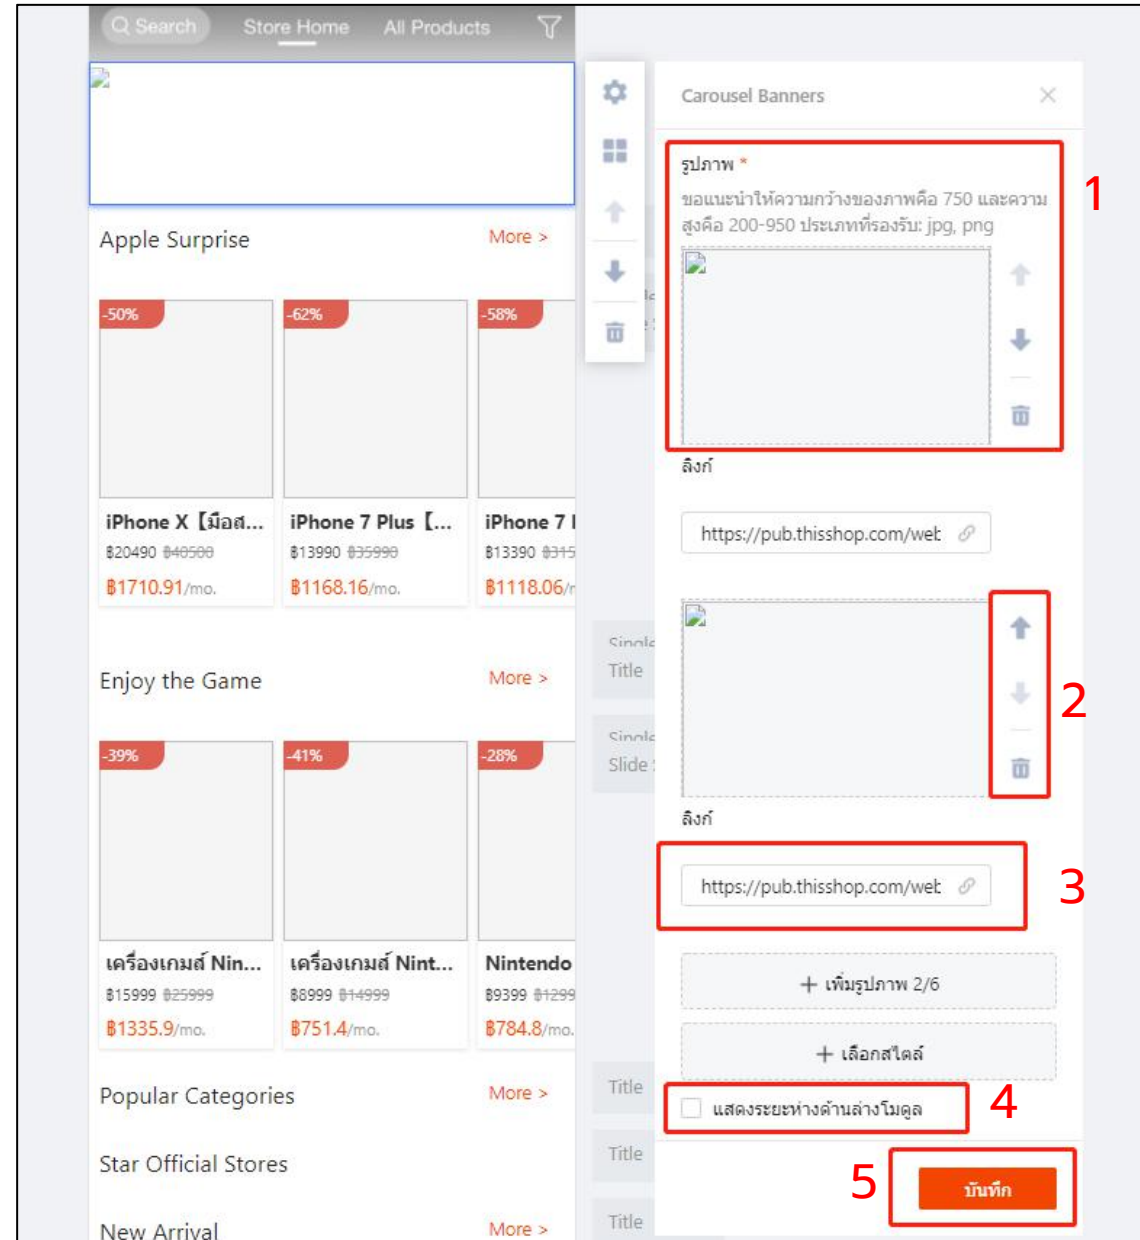 Search Store Home All Products
Apple Surprise More >
-50% -62% -58%
iPhone X【มือส... iPhone 7 Plus【... iPhone 7
฿20490 ฿40500 ฿13990 ฿35990 ฿13390
฿1710.91/mo. ฿1168.16/mo. ฿1118.06/
Enjoy the Game More >
-39% -41% -28%
เครื่องเกมส์ Nin... เครื่องเกมส์ Nint... Nintendo
฿15999 ฿25999 ฿8999 ฿14999 ฿9399
฿1335.9/mo. ฿751.4/mo. ฿784.8/mo.
Popular Categories More >
Star Official Stores
New Arrival More >
Single
Title
Single
Slide
Title
Title
Title
Carousel Banners
รูปภาพ *
ขอแนะนำให้ความกว้างของภาพคือ 750 และความ
สูงคือ 200-950 ประเภทที่รองรับ: jpg, png
1
ลิงก์
https://pub.thisshop.com/web
2
ลิงก์
https://pub.thisshop.com/web
3
+ เพิ่มรูปภาพ 2/6
+ เลือกสไตล์
แสดงระยะห่างด้านล่างโมดูล
4
5
บันทึก